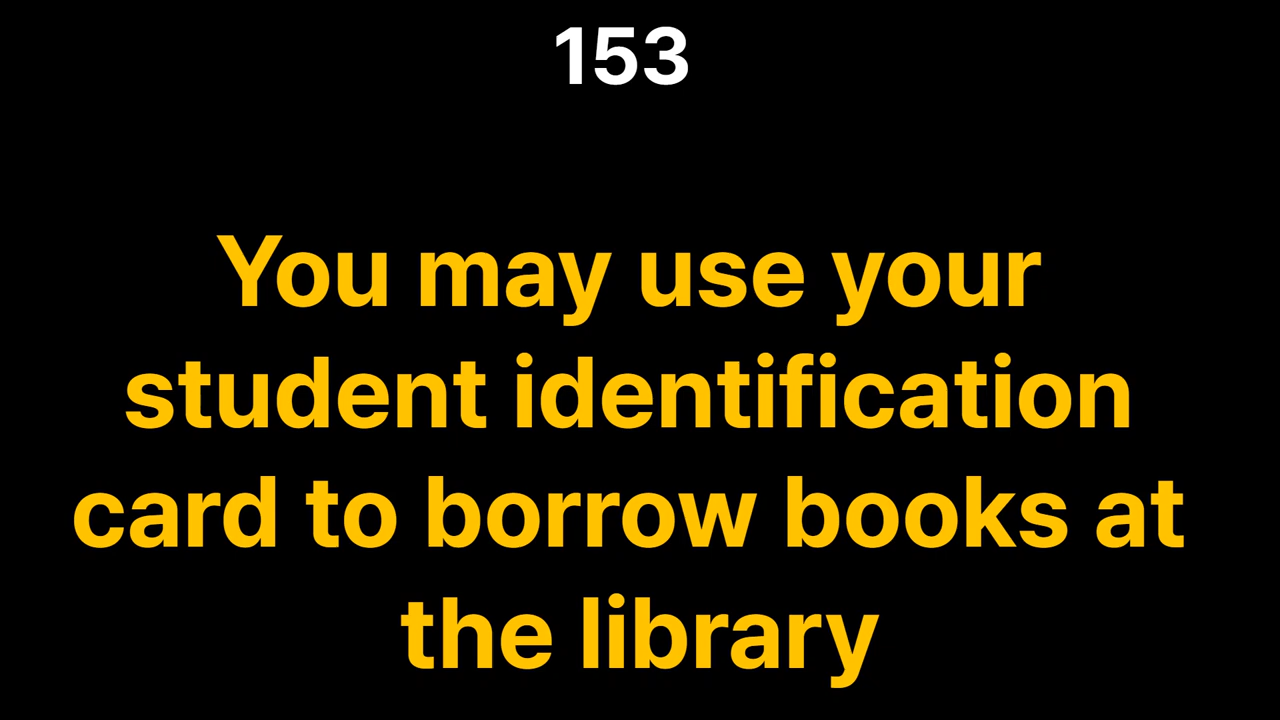 153
You may use your
student identification
card to borrow books at
the library